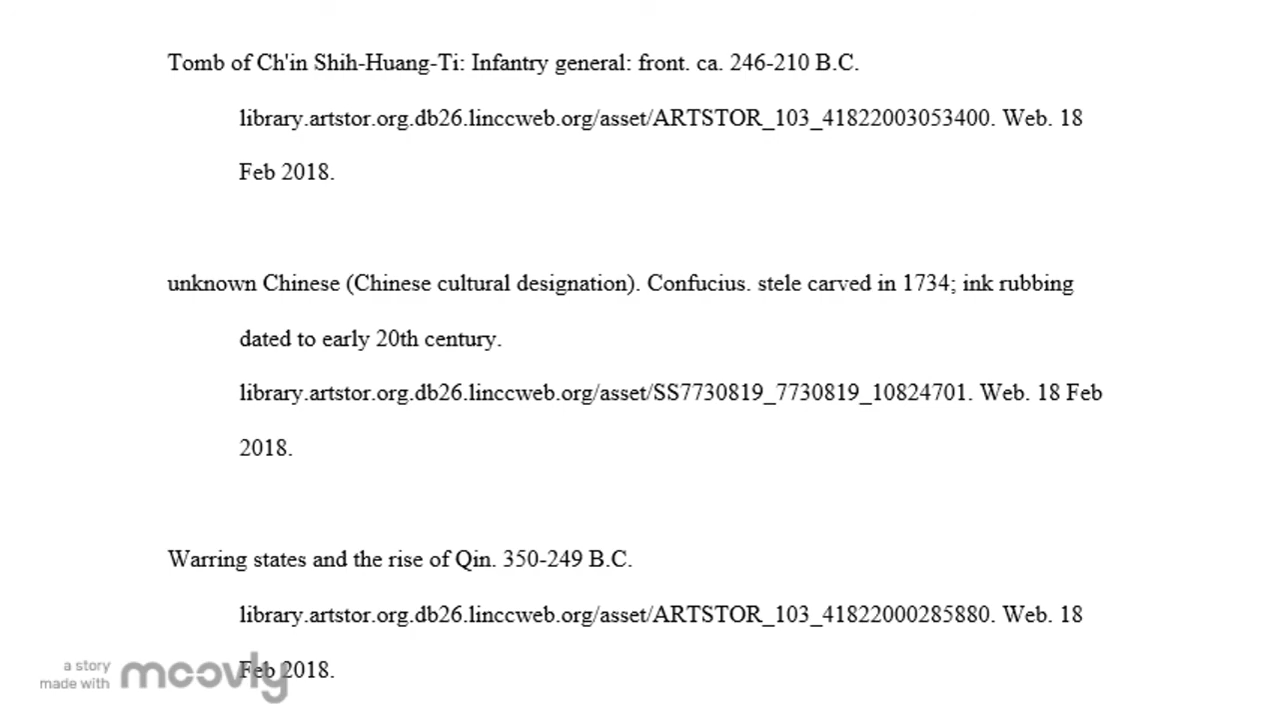 Tomb of Ch'in Shih-Huang-Ti: Infantry general: front. ca. 246-210 B.C.
library.artstor.org.db26.linccweb.org/asset/ARTSTOR_103_41822003053400. Web. 18
Feb 2018.
unknown Chinese (Chinese cultural designation). Confucius. stele carved in 1734; ink rubbing
dated to early 20th century.
library.artstor.org.db26.linccweb.org/asset/SS7730819_7730819_10824701. Web. 18 Feb
2018.
Warring states and the rise of Qin. 350-249 B.C.
library.artstor.org.db26.linccweb.org/asset/ARTSTOR_103_41822000285880. Web. 18
Feb 2018.
a story
made with moovly